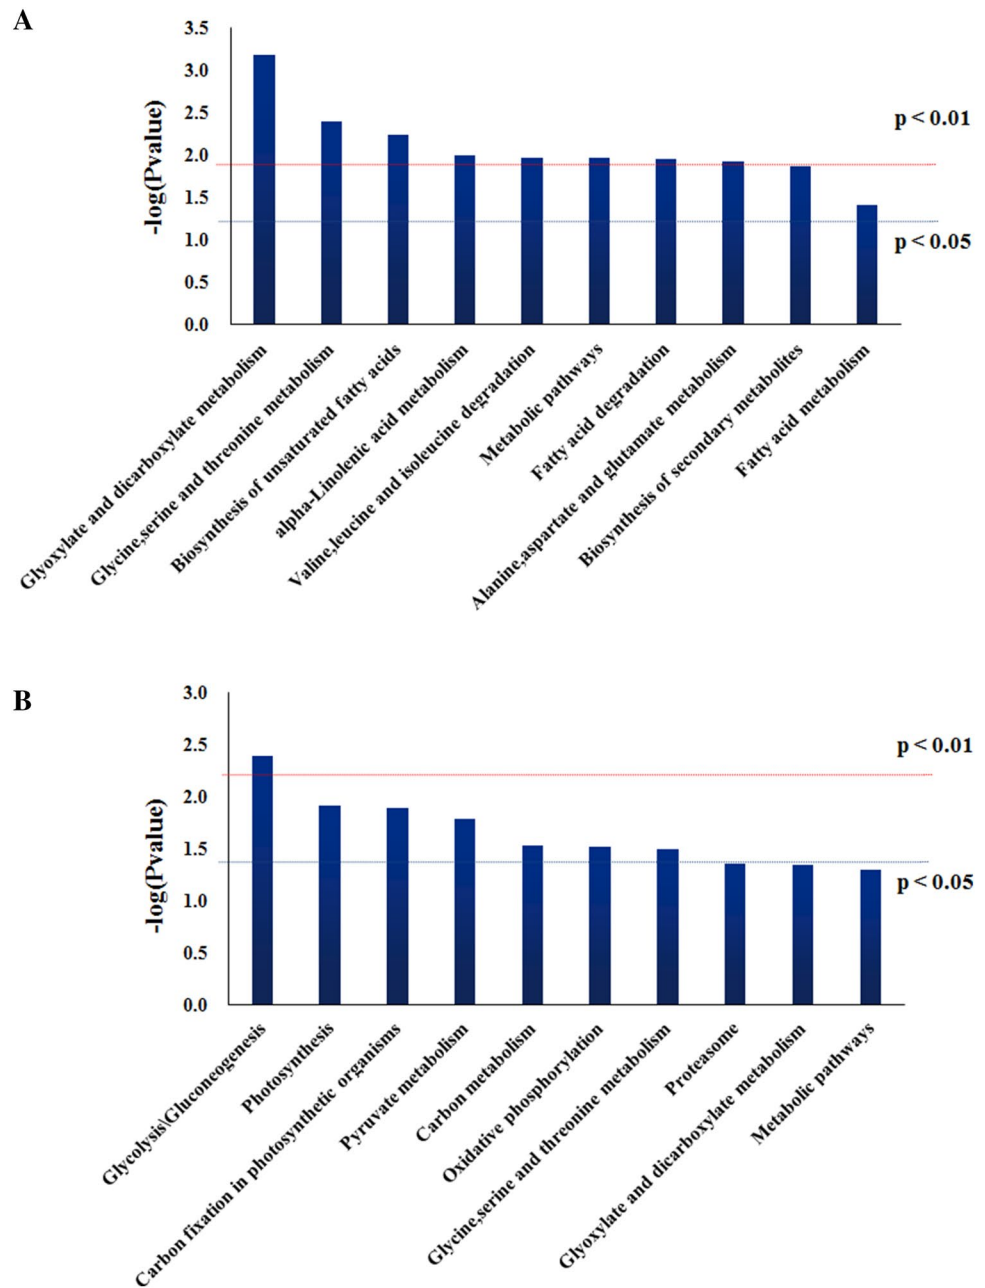 A
-log(Pvalue)
3.5
3.0
2.5
2.0
1.5
1.0
0.5
0.0
p < 0.01
p < 0.05
Glyoxylate and dicarboxylate metabolism
Glycine,serine and threonine metabolism
Biosynthesis of unsaturated fatty acids
alpha-Linolenic acid metabolism
Valine,leucine and isoleucine degradation
Metabolic pathways
Fatty acid degradation
Alanine,aspartate and glutamate metabolism
Biosynthesis of secondary metabolites
Fatty acid metabolism
B
-log(Pvalue)
3.0
2.5
2.0
1.5
1.0
0.5
0.0
p < 0.01
p < 0.05
Glycolysis\Gluconeogenesis
Photosynthesis
Carbon fixation in photosynthetic organisms
Pyruvate metabolism
Carbon metabolism
Oxidative phosphorylation
Glycine,serine and threonine metabolism
Proteasome
Glyoxylate and dicarboxylate metabolism
Metabolic pathways